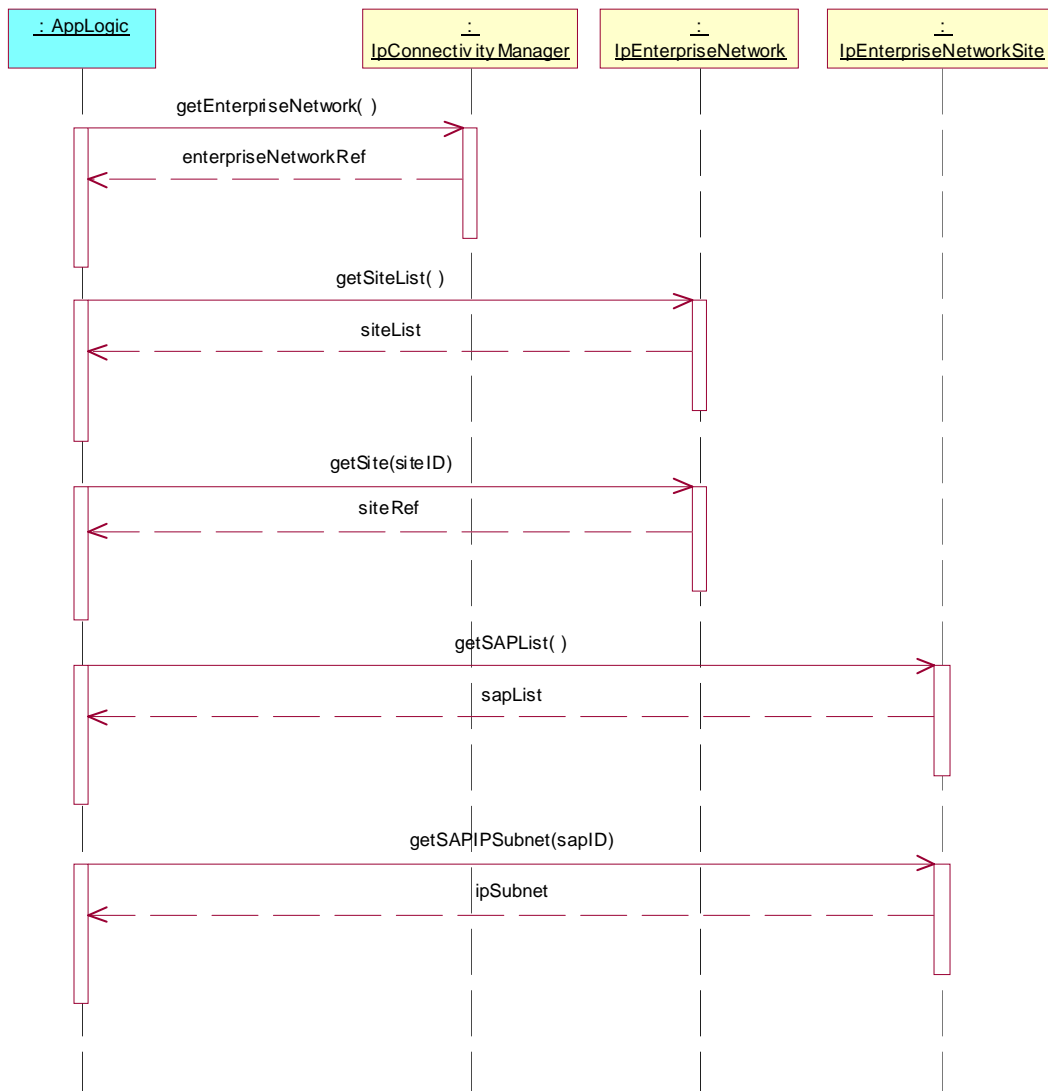 : AppLogic
:
IpConnectivityManager
:
IpEnterpriseNetwork
:
IpEnterpriseNetworkSite
getEnterpriseNetwork( )
enterpriseNetworkRef
getSiteList( )
siteList
getSite(siteID)
siteRef
getSAPList( )
sapList
getSAPIPSubnet(sapID)
ipSubnet